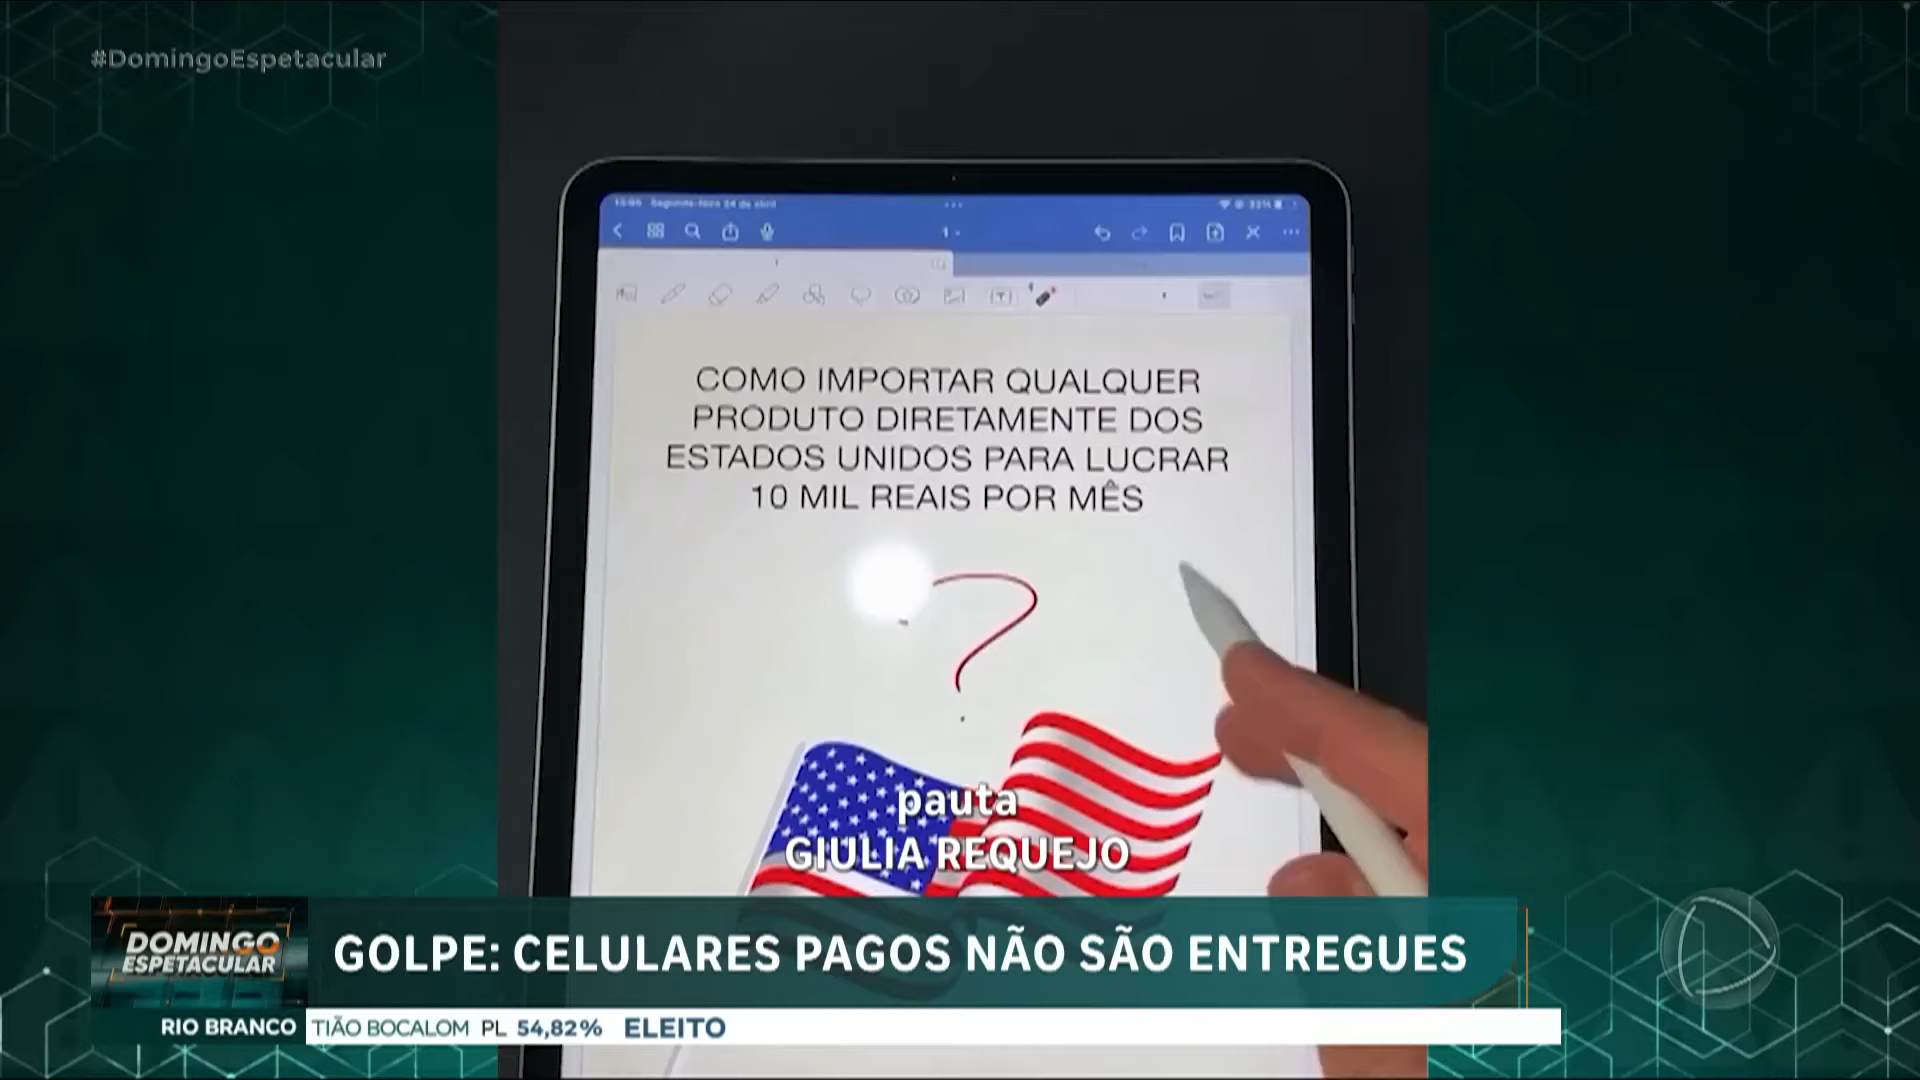 #DomingoEspetacular
1
COMO IMPORTAR QUALQUER
PRODUTO DIRETAMENTE DOS
ESTADOS UNIDOS PARA LUCRAR
10 MIL REAIS POR MÊS
?
pauta
GIULIA REQUEJO
DOMINGO
ESPETACULAR
GOLPE: CELULARES PAGOS NÃO SÃO ENTREGUES
RIO BRANCO TIÃO BOCALOM PL 54,82% ELEITO